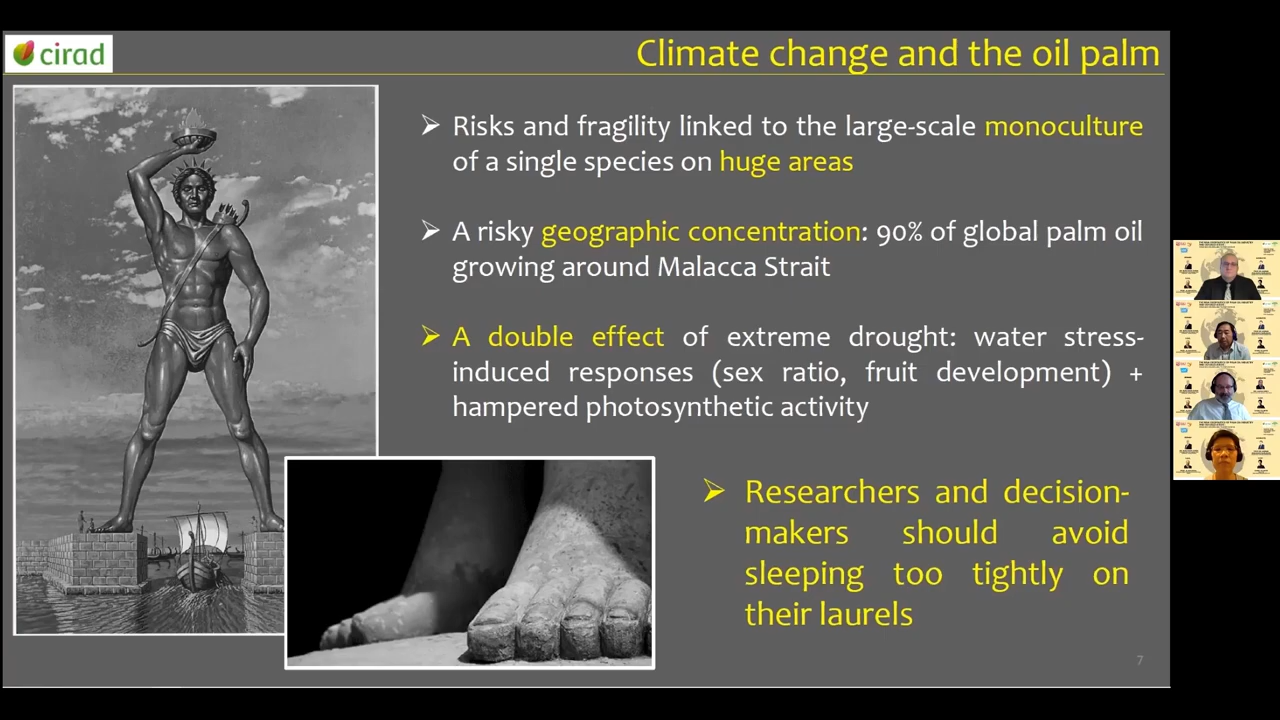 cirad
Climate change and the oil palm
➢ Risks and fragility linked to the large-scale monoculture
of a single species on huge areas
➢ A risky geographic concentration: 90% of global palm oil
growing around Malacca Strait
➢ A double effect of extreme drought: water stress-
induced responses (sex ratio, fruit development) +
hampered photosynthetic activity
➢ Researchers and decision-
makers should avoid
sleeping too tightly on
their laurels
7